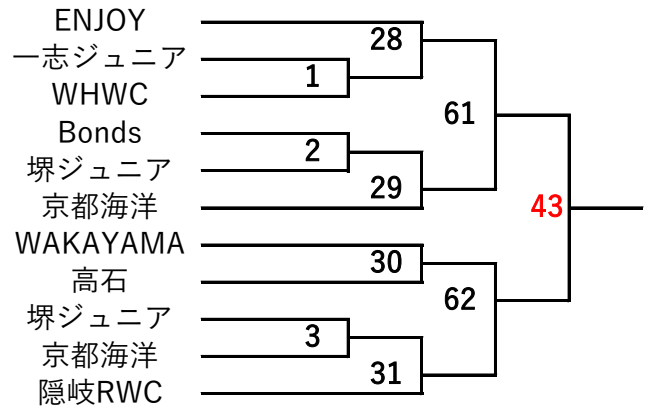 ENJOY
一志ジュニア
WHWC
Bonds
堺ジュニア
京都海洋
WAKAYAMA
高石
堺ジュニア
京都海洋
隠岐RWC
1
2
3
28
29
30
31
61
62
43